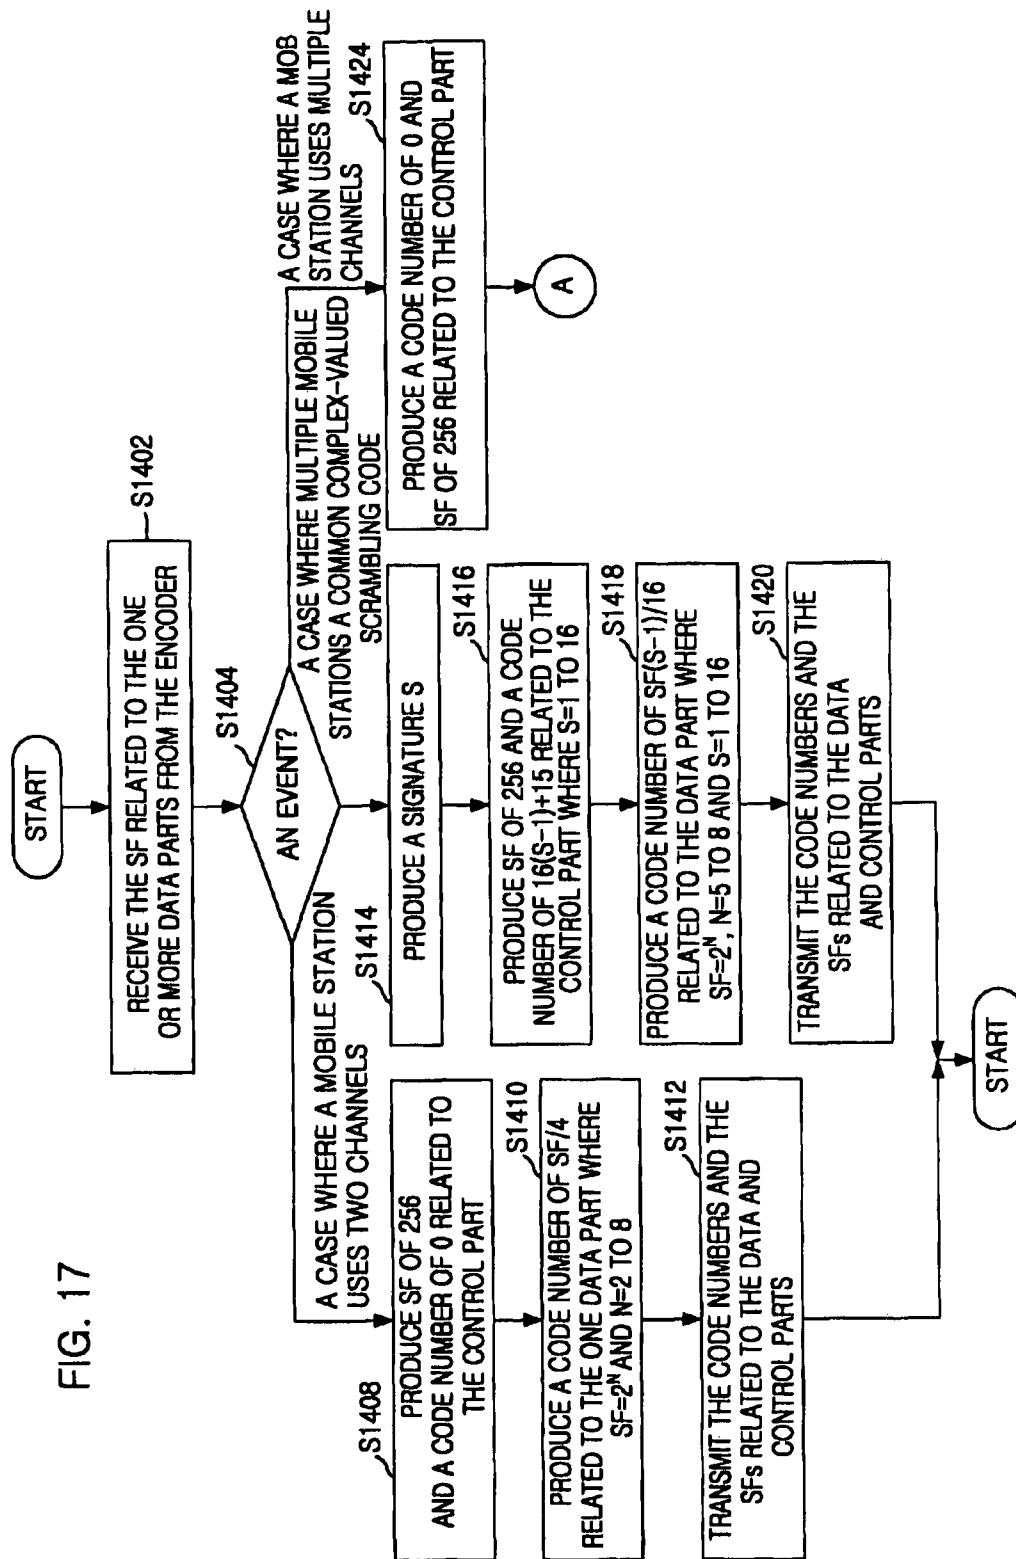 FIG. 17
START
RECEIVE THE SF RELATED TO THE ONE
OR MORE DATA PARTS FROM THE ENCODER
S1402
AN EVENT?
S1404
A CASE WHERE A MOBILE STATION
USES TWO CHANNELS
S1408
PRODUCE SF OF 256
AND A CODE NUMBER OF 0 RELATED TO
THE CONTROL PART
S1410
PRODUCE A CODE NUMBER OF SF/4
RELATED TO THE ONE DATA PART WHERE
SF=2^N AND N=2 TO 8
S1412
TRANSMIT THE CODE NUMBERS AND THE
SFs RELATED TO THE DATA AND
CONTROL PARTS
A CASE WHERE MULTIPLE MOBILE
STATIONS A COMMON COMPLEX-VALUED
SCRAMBLING CODE
S1414
PRODUCE A SIGNATURE S
S1416
PRODUCE SF OF 256 AND A CODE
NUMBER OF 16(S-1)+15 RELATED TO THE
CONTROL PART WHERE S=1 TO 16
S1418
PRODUCE A CODE NUMBER OF SF(S-1)/16
RELATED TO THE DATA PART WHERE
SF=2^N, N=5 TO 8 AND S=1 TO 16
S1420
TRANSMIT THE CODE NUMBERS AND THE
SFs RELATED TO THE DATA
AND CONTROL PARTS
A CASE WHERE A MOB
STATION USES MULTIPLE
CHANNELS
S1424
PRODUCE A CODE NUMBER OF 0 AND
SF OF 256 RELATED TO THE CONTROL PART
A
START